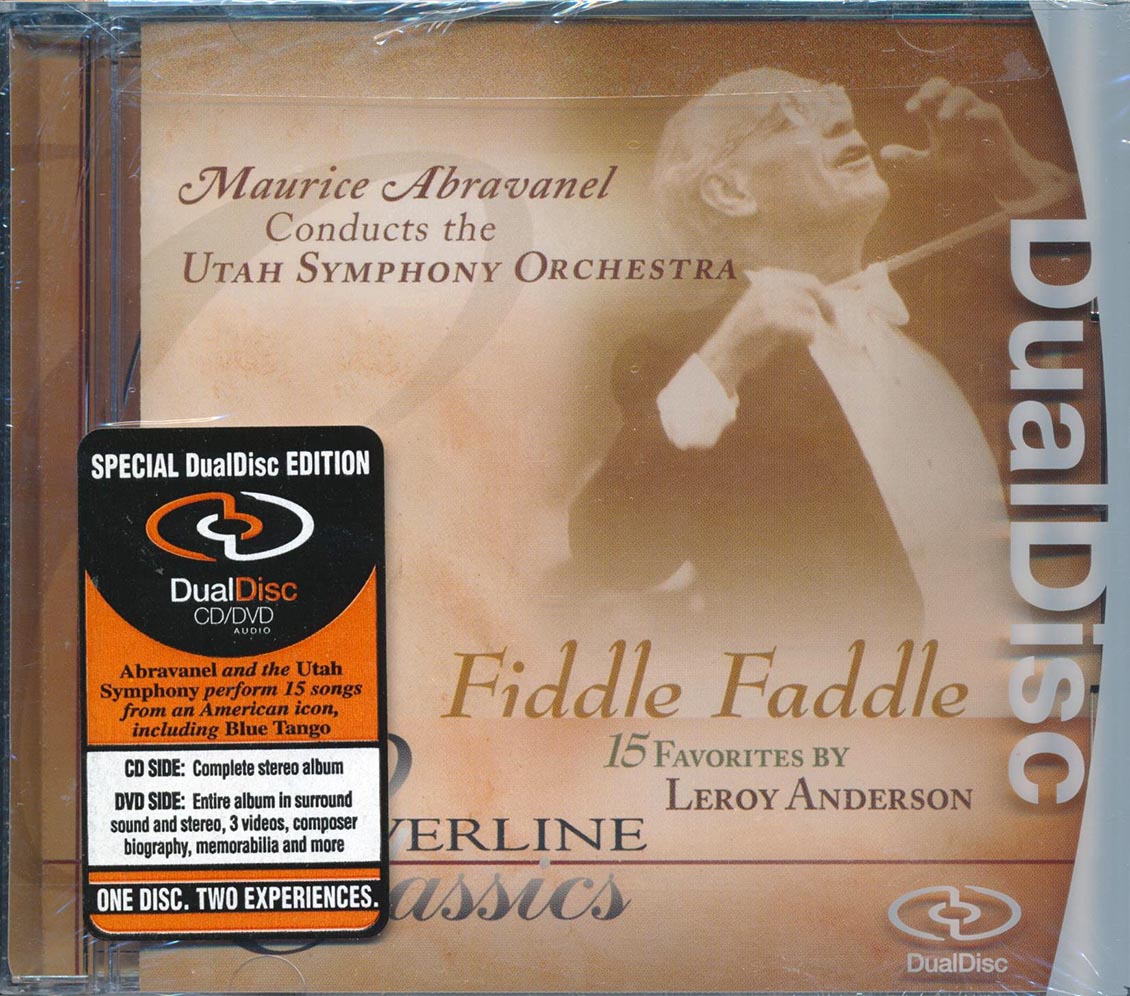 Maurice Abravanel
Conducts the
UTAH SYMPHONY ORCHESTRA
DualDisc
SPECIAL DualDisc EDITION
DualDisc
CD/DVD
AUDIO
Abravanel and the Utah
Symphony perform 15 songs
from an American icon,
including Blue Tango
CD SIDE: Complete stereo album
DVD SIDE: Entire album in surround
sound and stereo, 3 videos, composer
biography, memorabilia and more
ONE DISC. TWO EXPERIENCES.
Fiddle Faddle
15 FAVORITES BY
LEROY ANDERSON
VERLINE
assics
DualDisc